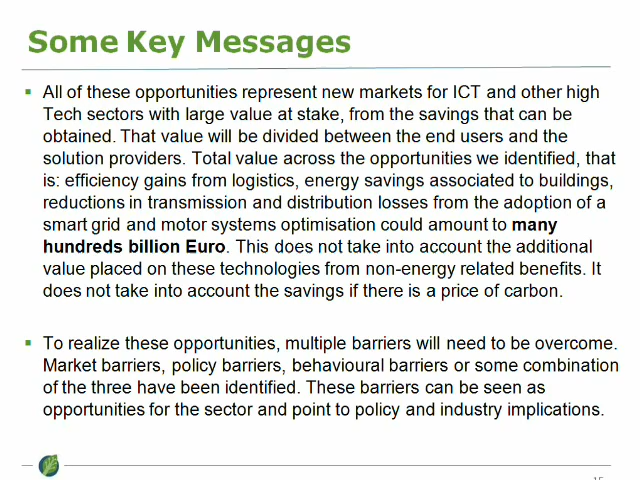 Some Key Messages
All of these opportunities represent new markets for ICT and other high
Tech sectors with large value at stake, from the savings that can be
obtained. That value will be divided between the end users and the
solution providers. Total value across the opportunities we identified, that
is: efficiency gains from logistics, energy savings associated to buildings,
reductions in transmission and distribution losses from the adoption of a
smart grid and motor systems optimisation could amount to many
hundreds billion Euro. This does not take into account the additional
value placed on these technologies from non-energy related benefits. It
does not take into account the savings if there is a price of carbon.
To realize these opportunities, multiple barriers will need to be overcome.
Market barriers, policy barriers, behavioural barriers or some combination
of the three have been identified. These barriers can be seen as
opportunities for the sector and point to policy and industry implications.